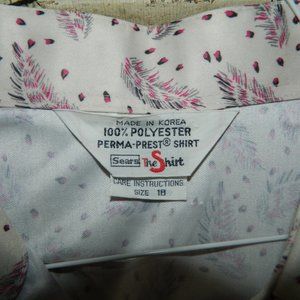 MADE IN KOREA
100% POLYESTER
PERMA-PREST® SHIRT
Sears The Shirt
CARE INSTRUCTIONS
SIZE 18